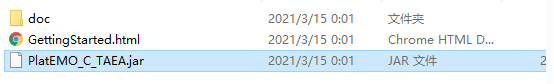 doc 2021/3/15 0:01 文件夹
GettingStarted.html 2021/3/15 0:01 Chrome HTML D...
PlatEMO_C_TAEA.jar 2021/3/15 0:01 JAR 文件